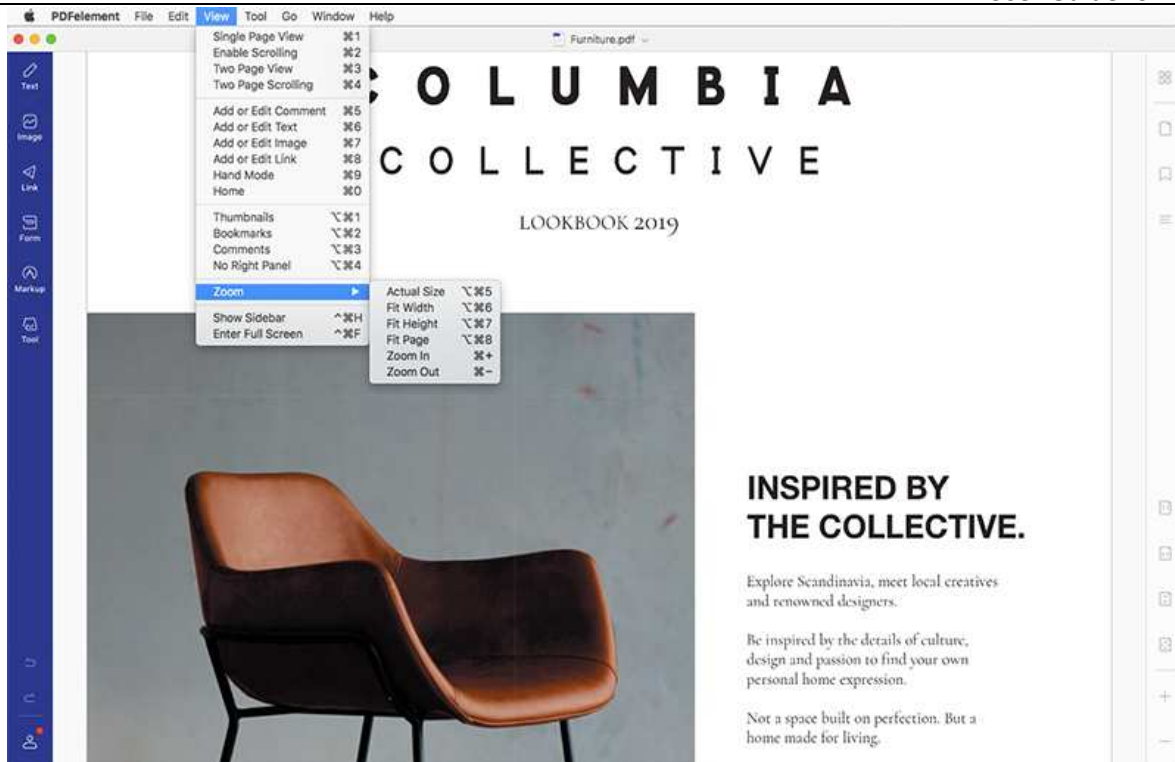 PDFelement File Edit View Tool Go Window Help
Furniture.pdf
Single Page View ⌘1
Enable Scrolling ⌘2
Two Page View ⌘3
Two Page Scrolling ⌘4
Add or Edit Comment ⌘5
Add or Edit Text ⌘6
Add or Edit Image ⌘7
Add or Edit Link ⌘8
Hand Mode ⌘9
Home ⌘0
Thumbnails ⌥⌘1
Bookmarks ⌥⌘2
Comments ⌥⌘3
No Right Panel ⌥⌘4
Zoom
Show Sidebar ^⌘H
Enter Full Screen ^⌘F
Actual Size ⌥⌘5
Fit Width ⌥⌘6
Fit Height ⌥⌘7
Fit Page ⌥⌘8
Zoom In ⌘+
Zoom Out ⌘−
Text
Image
Link
Form
Markup
Tool
COLUMBIA
COLLECTIVE
LOOKBOOK 2019
INSPIRED BY
THE COLLECTIVE.
Explore Scandinavia, meet local creatives
and renowned designers.
Be inspired by the details of culture,
design and passion to find your own
personal home expression.
Not a space built on perfection. But a
home made for living.